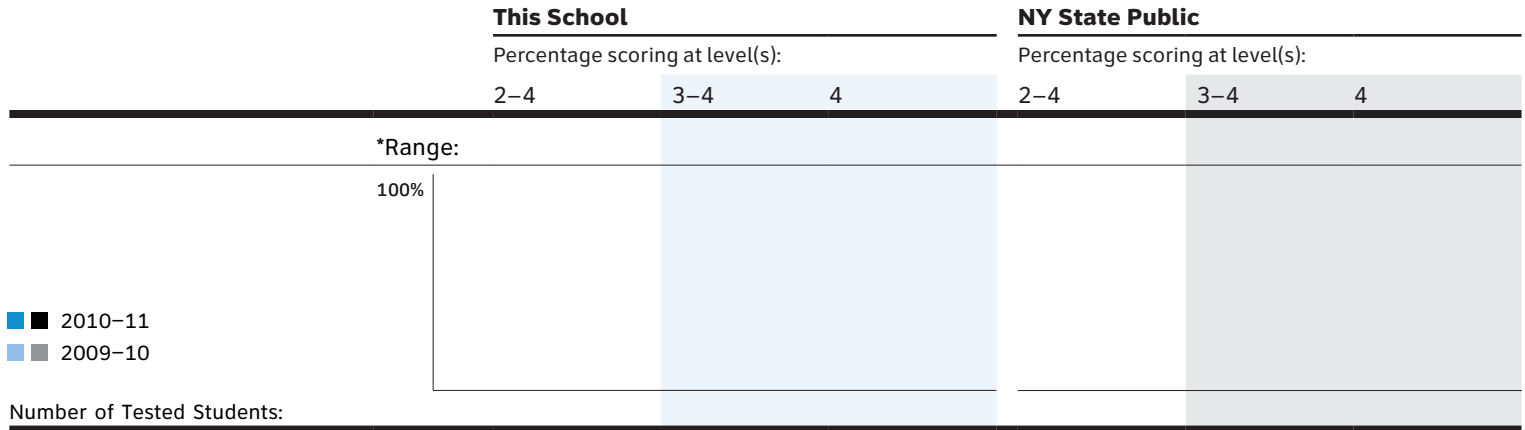 This School NY State Public
Percentage scoring at level(s): Percentage scoring at level(s):
2–4 3–4 4 2–4 3–4 4
*Range:
100%
2010–11
2009–10
Number of Tested Students: